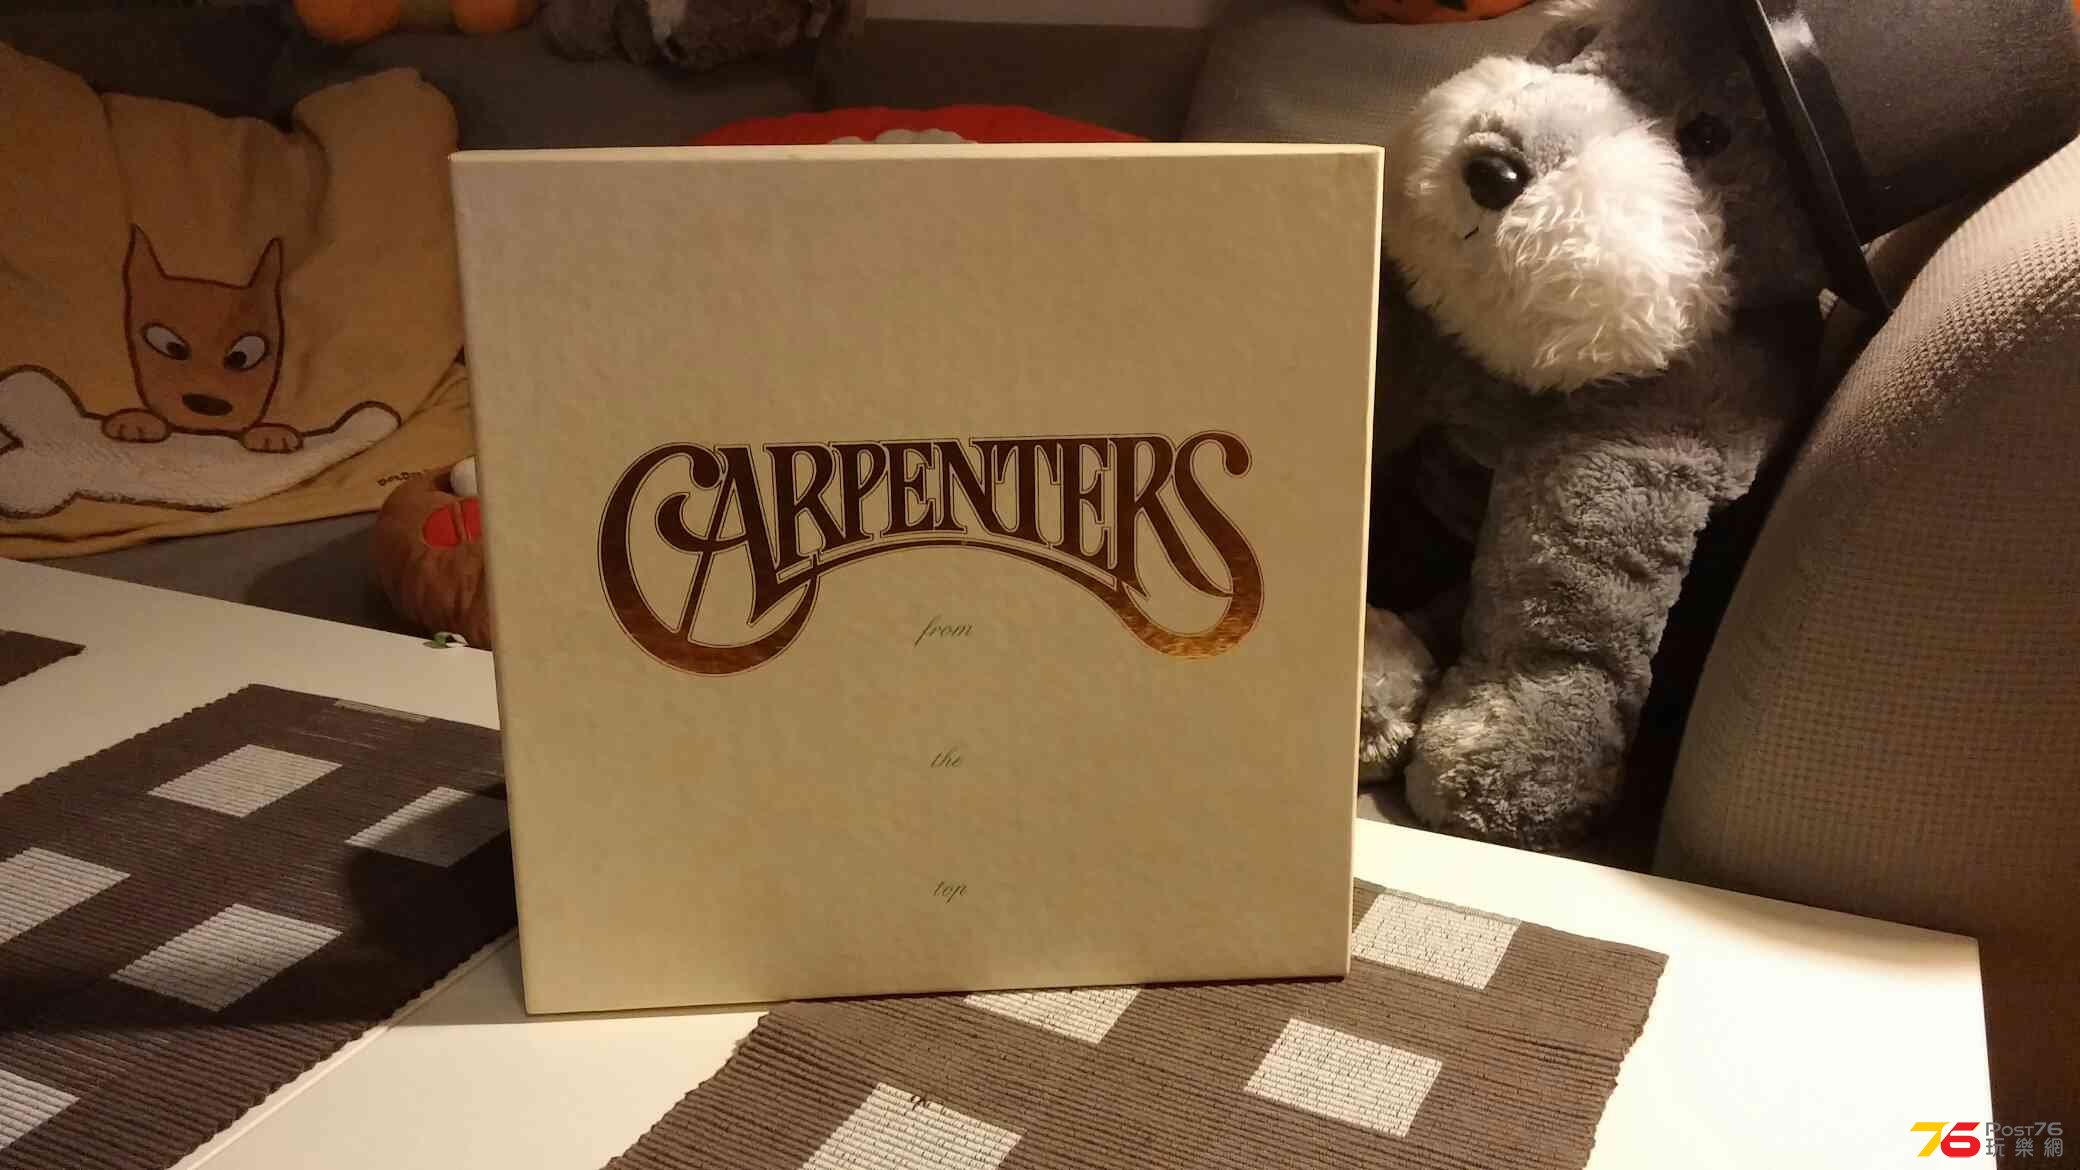 CARPENTERS
from
the
top
76 Post76
玩樂網